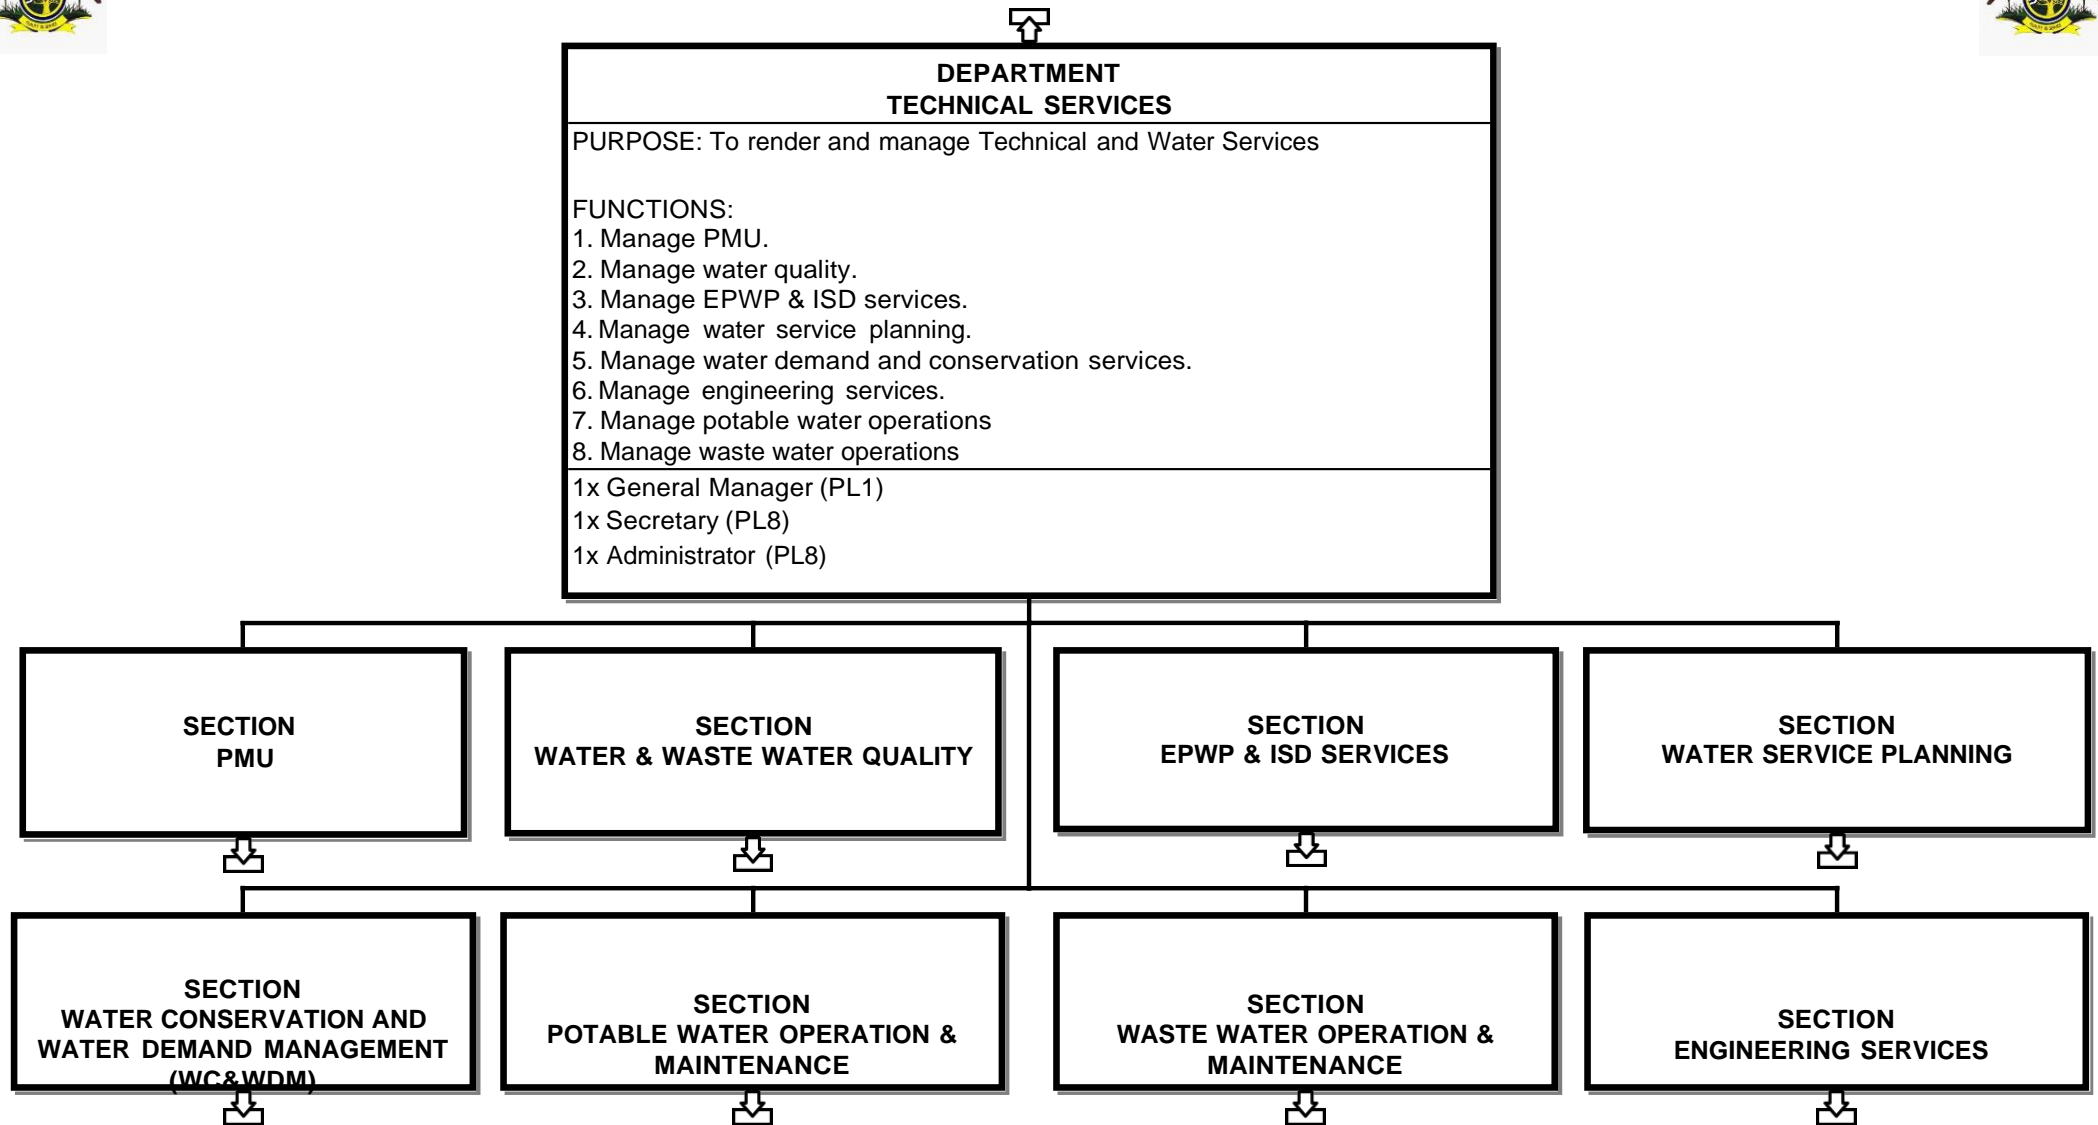 DEPARTMENT
TECHNICAL SERVICES
PURPOSE: To render and manage Technical and Water Services
FUNCTIONS:
1. Manage PMU.
2. Manage water quality.
3. Manage EPWP & ISD services.
4. Manage water service planning.
5. Manage water demand and conservation services.
6. Manage engineering services.
7. Manage potable water operations
8. Manage waste water operations
1x General Manager (PL1)
1x Secretary (PL8)
1x Administrator (PL8)
SECTION
PMU
SECTION
WATER & WASTE WATER QUALITY
SECTION
EPWP & ISD SERVICES
SECTION
WATER SERVICE PLANNING
SECTION
WATER CONSERVATION AND
WATER DEMAND MANAGEMENT
(WC&WDM)
SECTION
POTABLE WATER OPERATION &
MAINTENANCE
SECTION
WASTE WATER OPERATION &
MAINTENANCE
SECTION
ENGINEERING SERVICES